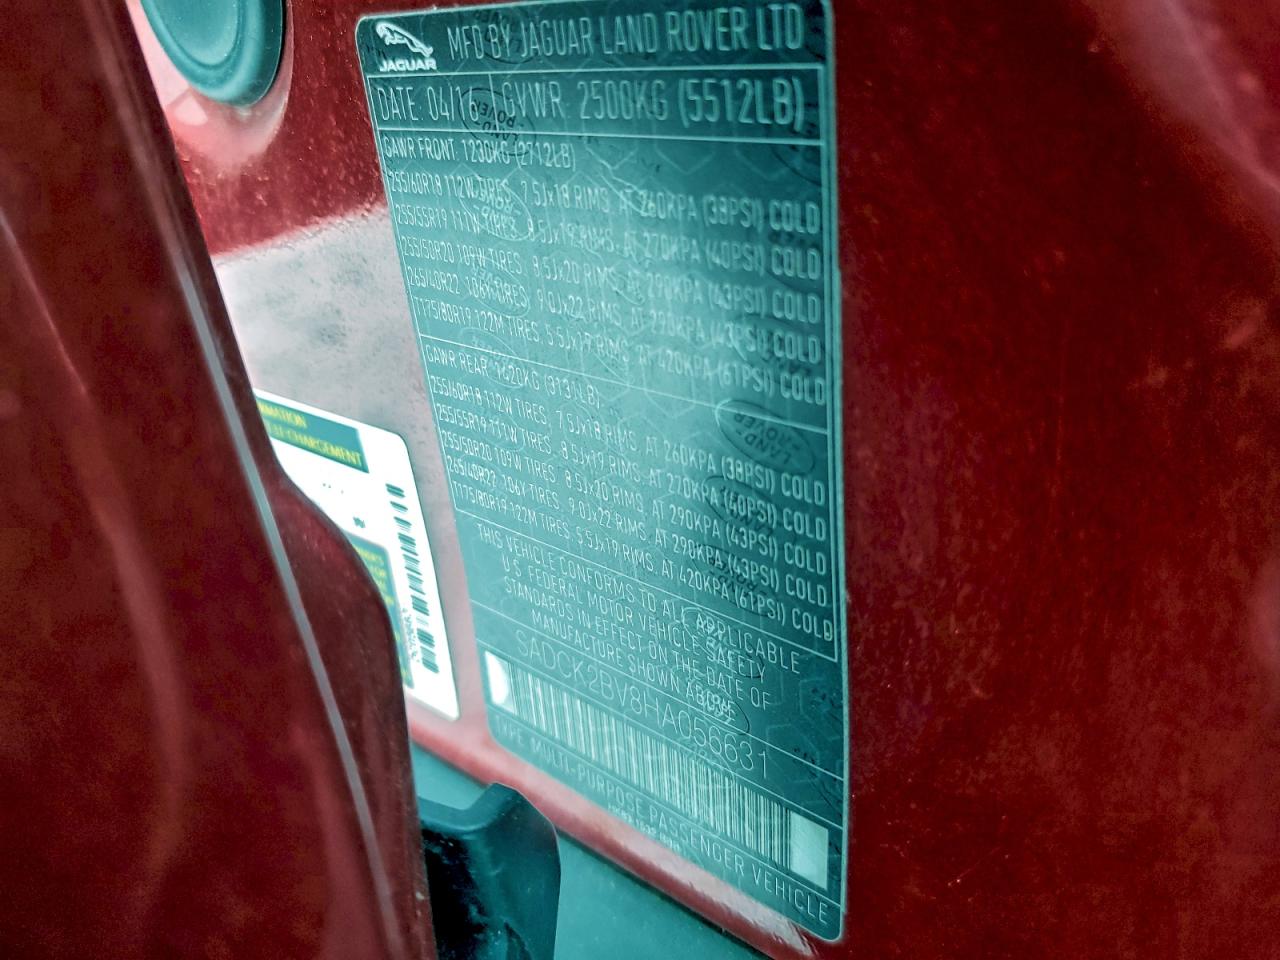 JAGUAR
MFD BY JAGUAR LAND ROVER LTD
DATE: 04/16 GVWR: 2500KG (5512LB)
GAWR FRONT 1230KG (2712LB)
255/60R18 112W TIRES, 7.5Jx18 RIMS, AT 260KPA (38PSI) COLD
255/55R19 111W TIRES, 8.5Jx19 RIMS, AT 270KPA (40PSI) COLD
255/50R20 109W TIRES, 8.5Jx20 RIMS, AT 290KPA (43PSI) COLD
265/40R22 106Y TIRES, 9.0Jx22 RIMS, AT 290KPA (43PSI) COLD
T175/80R19 122M TIRES, 5.5Jx19 RIMS, AT 420KPA (61PSI) COLD
GAWR REAR 1420KG (3131LB)
255/60R18 112W TIRES, 7.5Jx18 RIMS, AT 260KPA (38PSI) COLD
255/55R19 111W TIRES, 8.5Jx19 RIMS, AT 270KPA (40PSI) COLD
255/50R20 109W TIRES, 8.5Jx20 RIMS, AT 290KPA (43PSI) COLD
265/40R22 106Y TIRES, 9.0Jx22 RIMS, AT 290KPA (43PSI) COLD
T175/80R19 122M TIRES, 5.5Jx19 RIMS, AT 420KPA (61PSI) COLD
THIS VEHICLE CONFORMS TO ALL APPLICABLE
U.S. FEDERAL MOTOR VEHICLE SAFETY
STANDARDS IN EFFECT ON THE DATE OF
MANUFACTURE SHOWN ABOVE
SADCK2BV8HA058631
TYPE MULTI-PURPOSE PASSENGER VEHICLE
LAND
ROVER
LAND
ROVER
CHARGEMENT